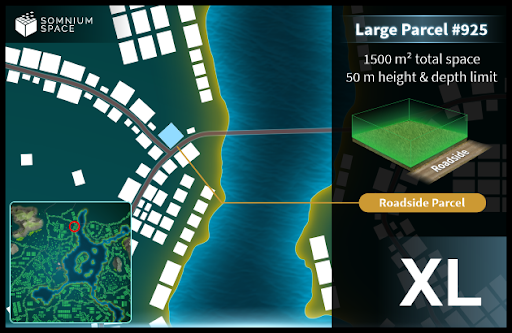 SOMNIUM
SPACE
Large Parcel #925
1500 m² total space
50 m height & depth limit
Roadside
Roadside Parcel
XL